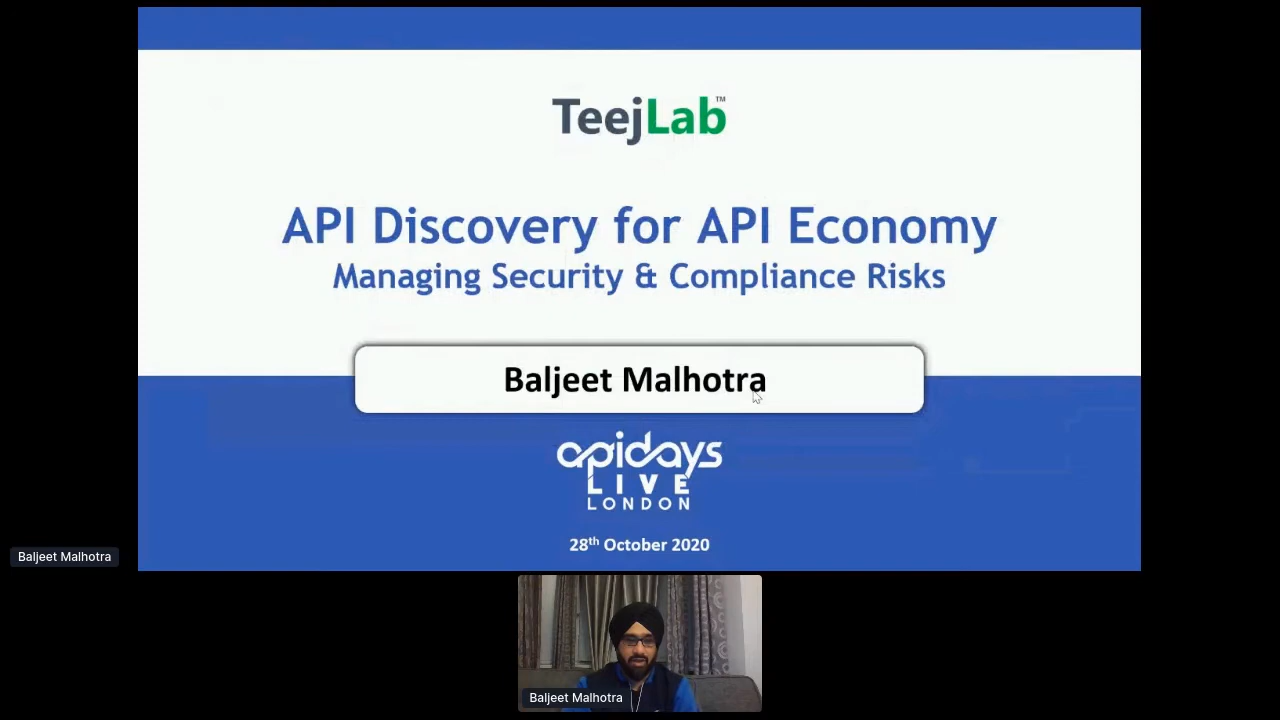 TeejLab™
API Discovery for API Economy
Managing Security & Compliance Risks
Baljeet Malhotra
apidays
LIVE
LONDON
28th October 2020
Baljeet Malhotra
Baljeet Malhotra